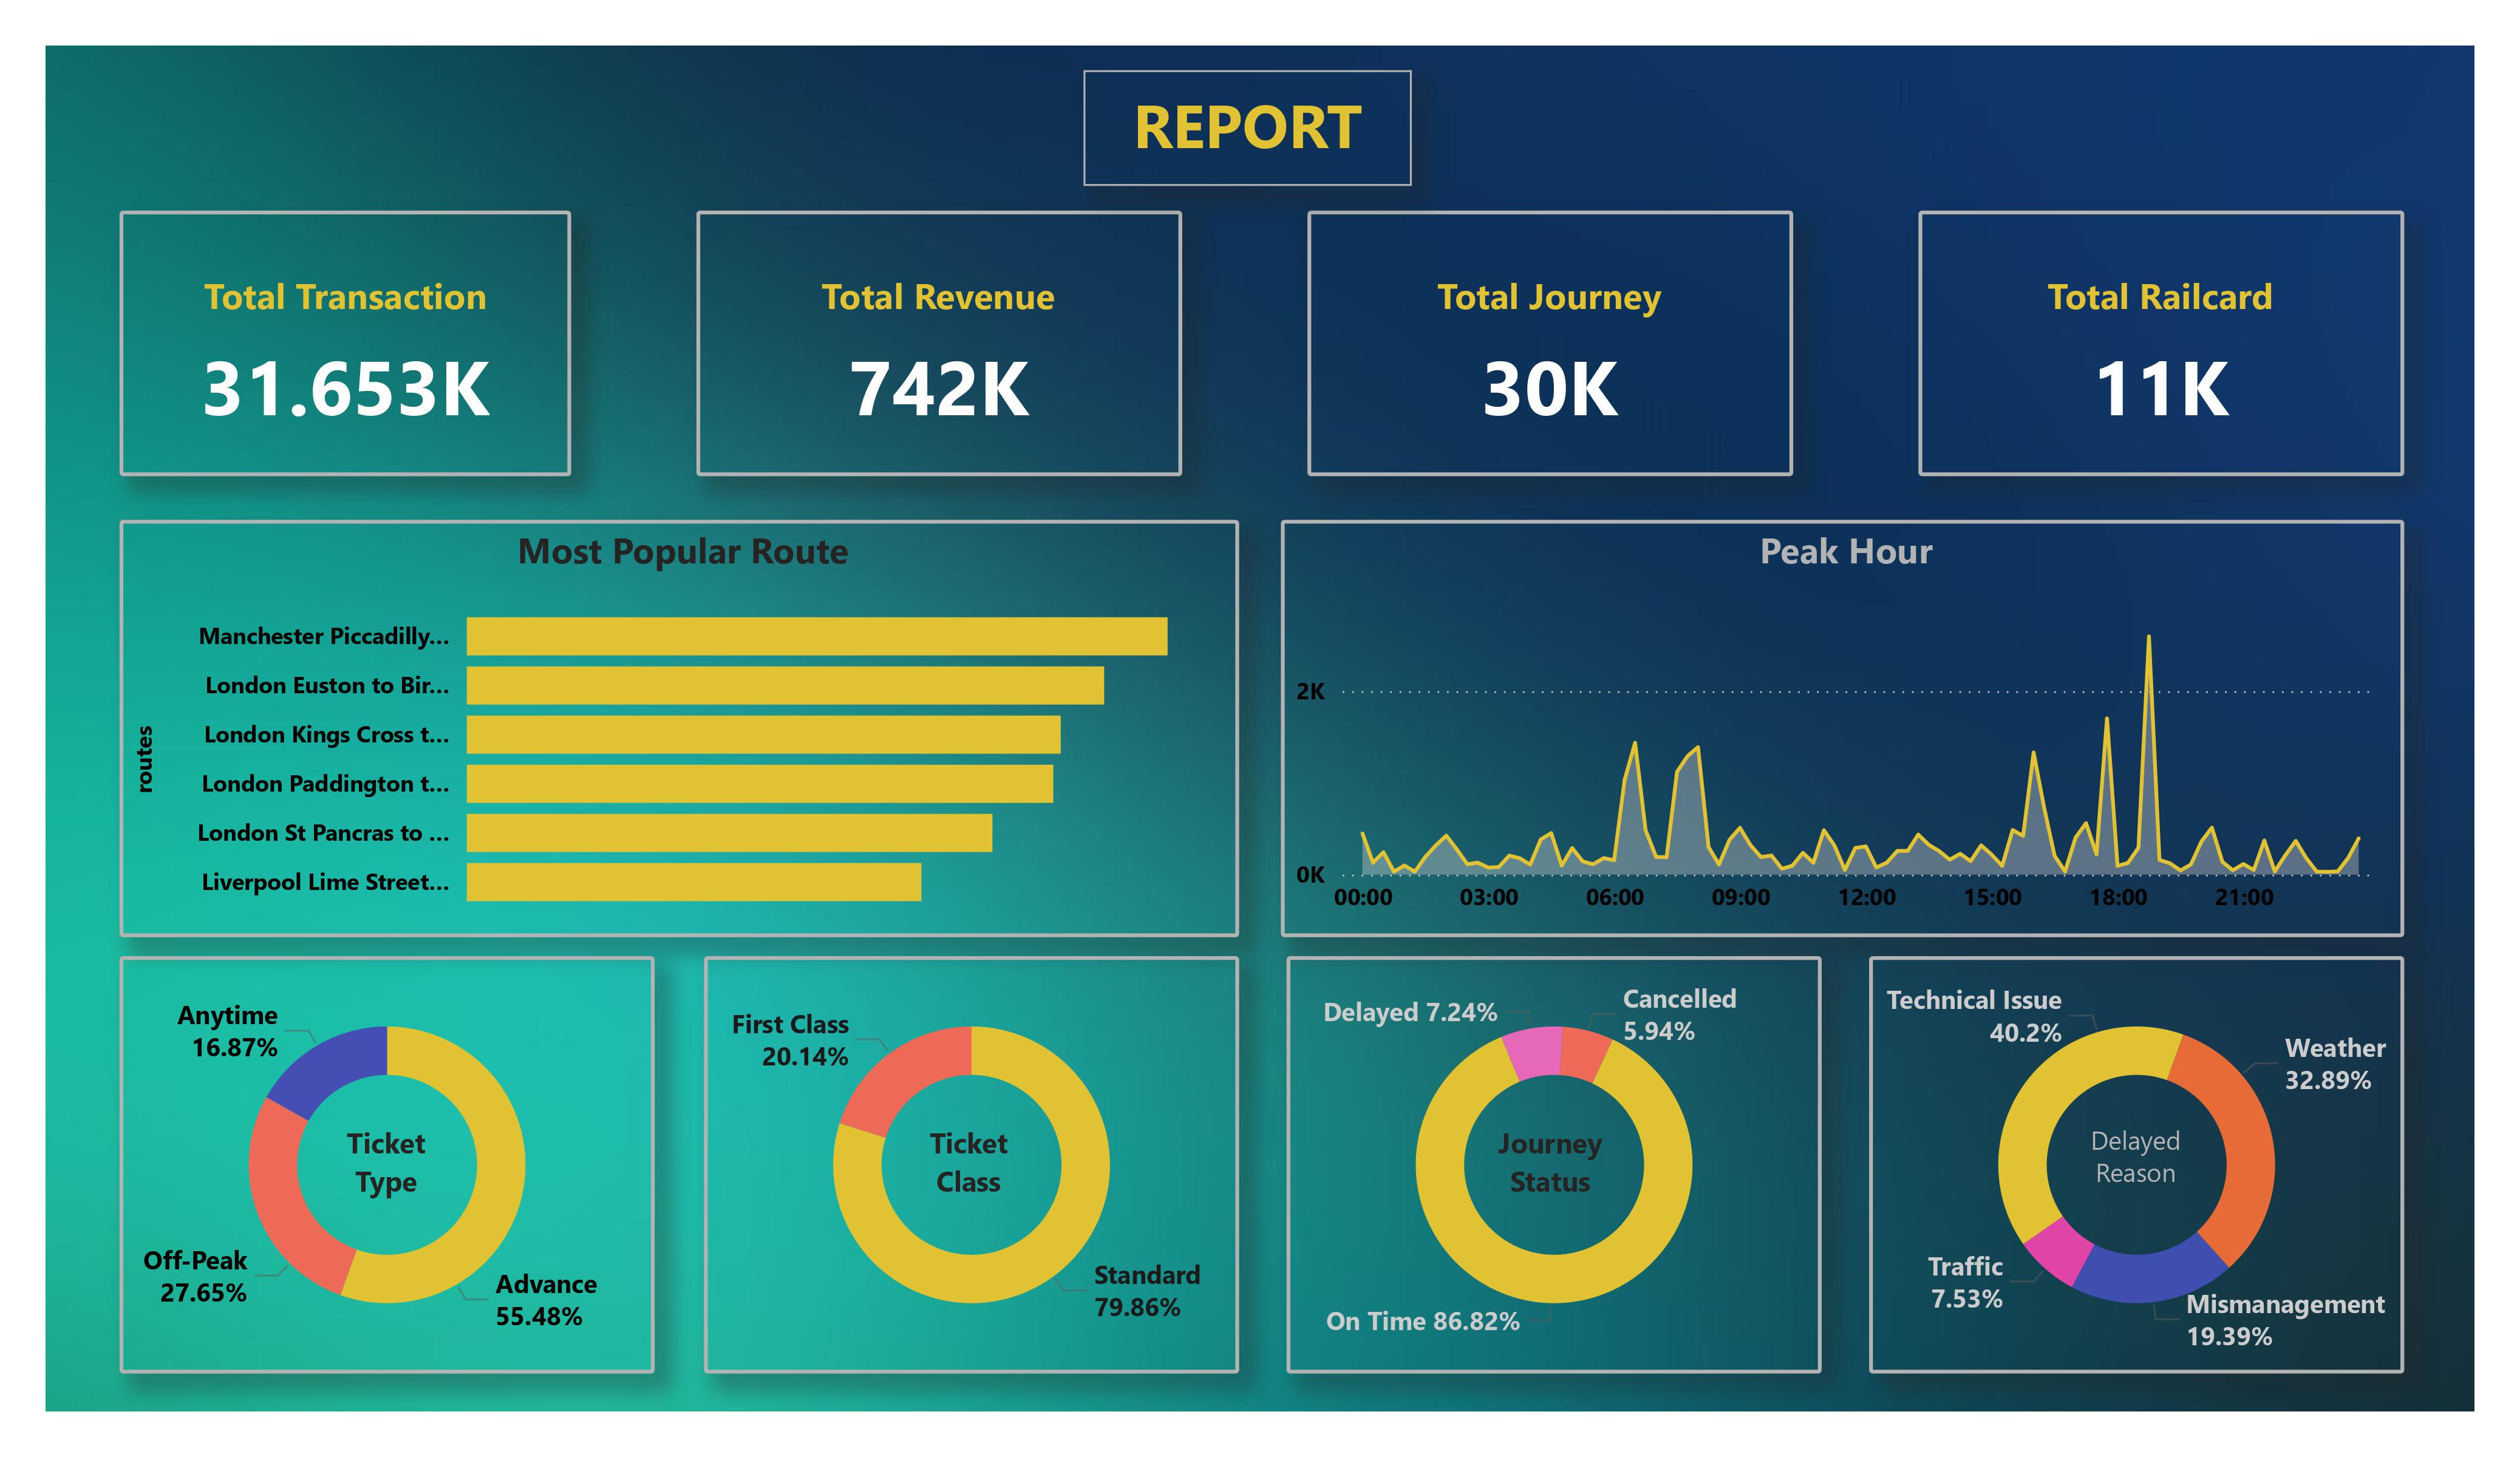 REPORT
Total Transaction
31.653K
Total Revenue
742K
Total Journey
30K
Total Railcard
11K
Most Popular Route
routes
Manchester Piccadilly...
London Euston to Bir...
London Kings Cross t...
London Paddington t...
London St Pancras to ...
Liverpool Lime Street...
Peak Hour
2K
0K
00:00 03:00 06:00 09:00 12:00 15:00 18:00 21:00
Anytime
16.87%
Ticket
Type
Off-Peak
27.65%
Advance
55.48%
First Class
20.14%
Ticket
Class
Standard
79.86%
Delayed 7.24%
Cancelled
5.94%
Journey
Status
On Time 86.82%
Technical Issue
40.2%
Weather
32.89%
Delayed
Reason
Traffic
7.53%
Mismanagement
19.39%